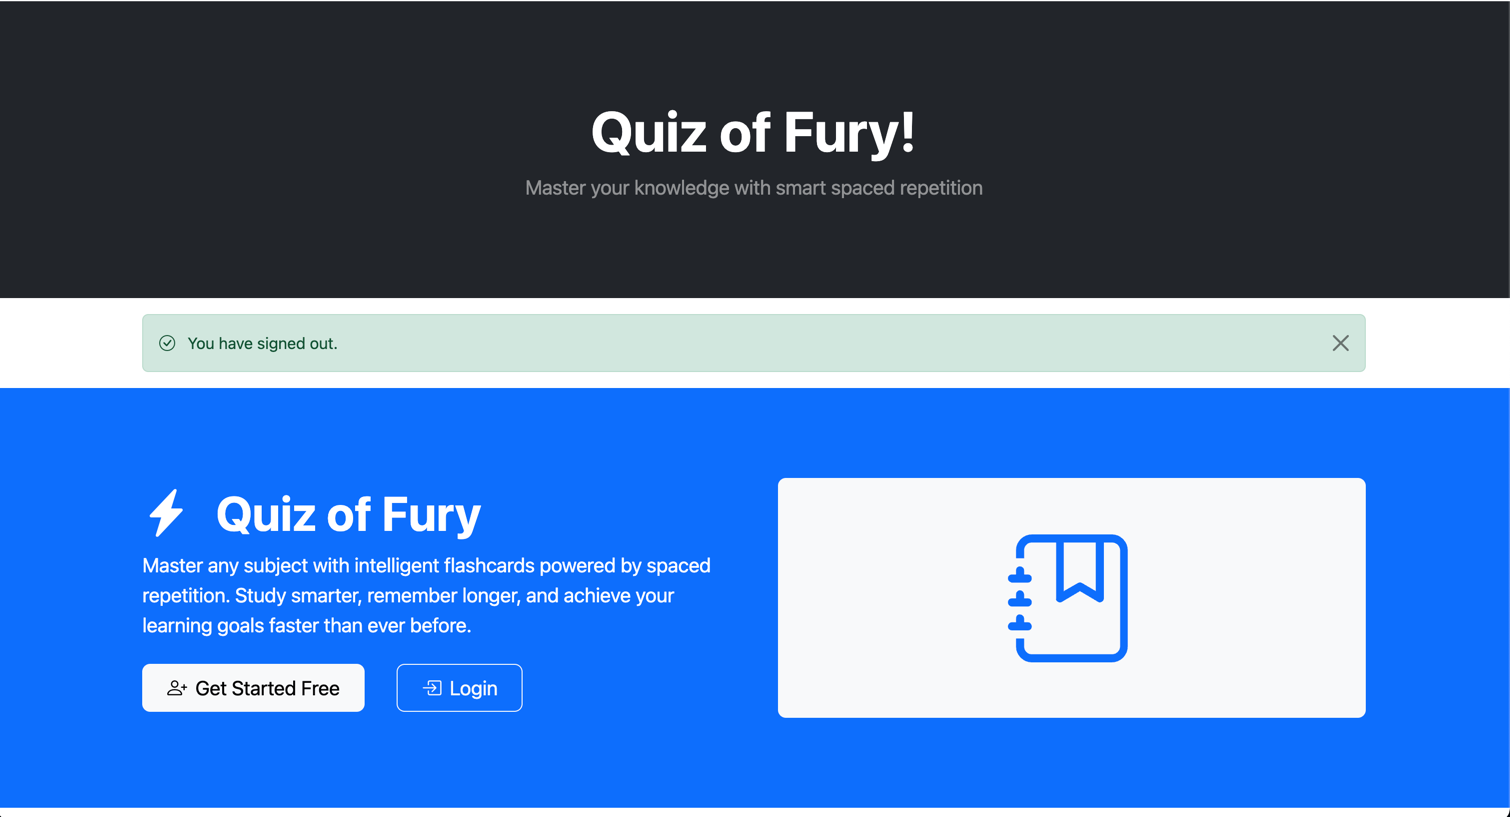 Quiz of Fury!
Master your knowledge with smart spaced repetition
You have signed out.
Quiz of Fury
Master any subject with intelligent flashcards powered by spaced
repetition. Study smarter, remember longer, and achieve your
learning goals faster than ever before.
Get Started Free
Login